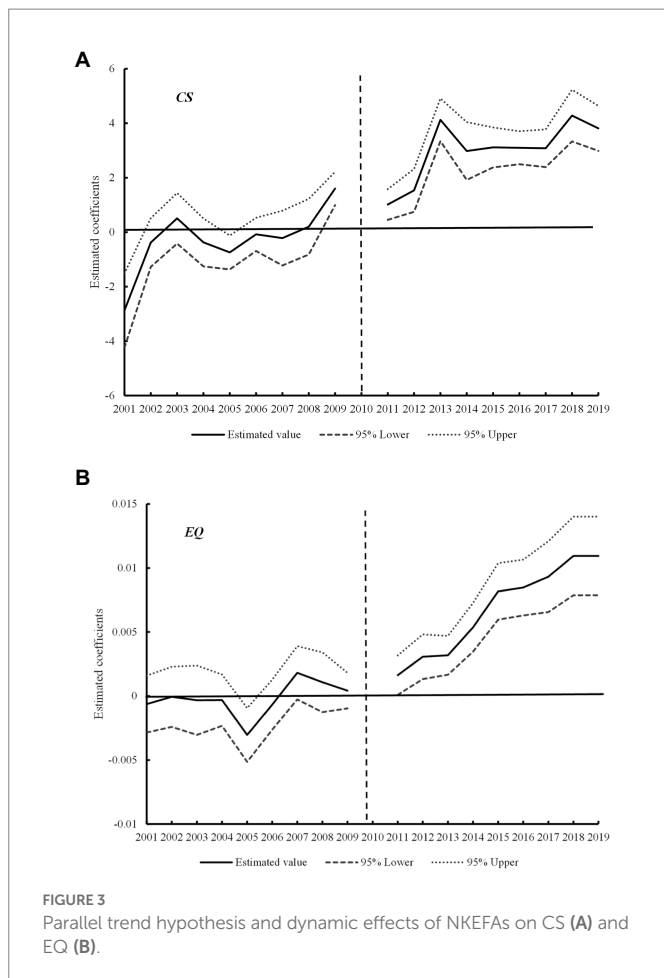 A
CS
Estimated coefficients
6
4
2
0
-2
-4
-6
2001 2002 2003 2004 2005 2006 2007 2008 2009 2010 2011 2012 2013 2014 2015 2016 2017 2018 2019
Estimated value 95% Lower 95% Upper
B
EQ
Estimated coefficients
0.015
0.01
0.005
0
-0.005
-0.01
2001 2002 2003 2004 2005 2006 2007 2008 2009 2010 2011 2012 2013 2014 2015 2016 2017 2018 2019
Estimated value 95% Lower 95% Upper
FIGURE 3
Parallel trend hypothesis and dynamic effects of NKEFAs on CS (A) and
EQ (B).